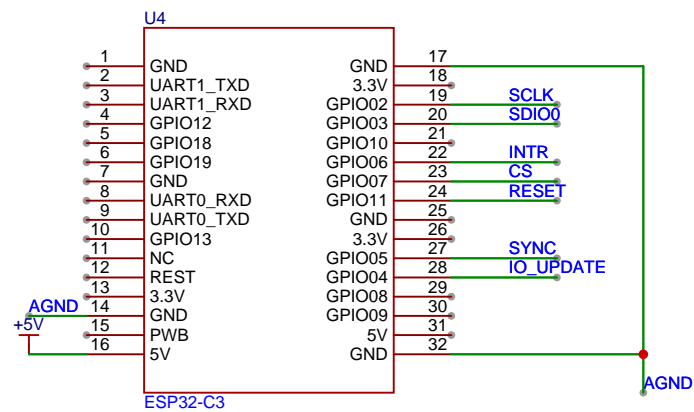 U4
1 GND GND 17
2 UART1_TXD 3.3V 18
3 UART1_RXD GPIO02 19 SCLK
4 GPIO12 GPIO03 20 SDIO0
5 GPIO18 GPIO10 21
6 GPIO19 GPIO06 22 INTR
7 GND GPIO07 23 CS
8 UART0_RXD GPIO11 24 RESET
9 UART0_TXD GND 25
10 GPIO13 3.3V 26
11 NC GPIO05 27 SYNC
12 REST GPIO04 28 IO_UPDATE
13 3.3V GPIO08 29
AGND 14 GND GPIO09 30
+5V 15 PWB 5V 31
16 5V GND 32
AGND
ESP32-C3